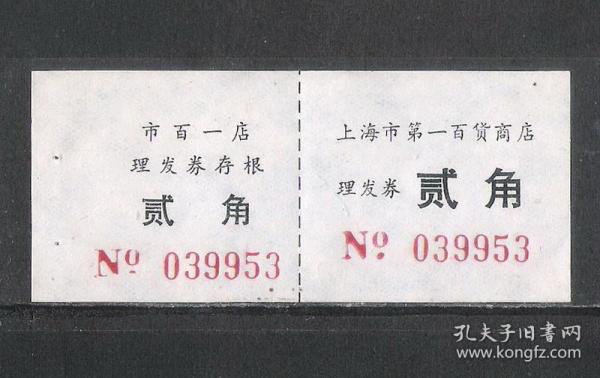 市百一店
理发券存根
贰角
Nº 039953
上海市第一百货商店
理发券 贰角
Nº 039953
孔夫子旧书网
www.kongfz.com